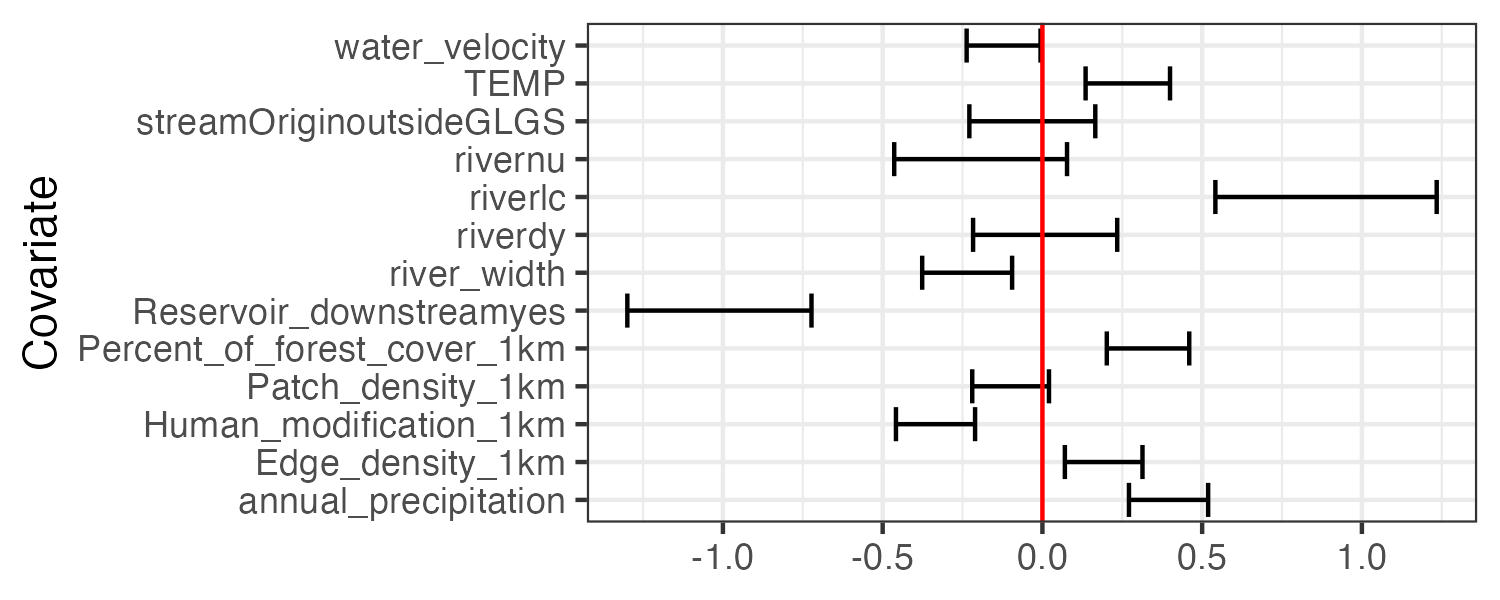 Covariate
water_velocity
TEMP
streamOriginoutsideGLGS
rivernu
riverlc
riverdy
river_width
Reservoir_downstreamyes
Percent_of_forest_cover_1km
Patch_density_1km
Human_modification_1km
Edge_density_1km
annual_precipitation
-1.0 -0.5 0.0 0.5 1.0